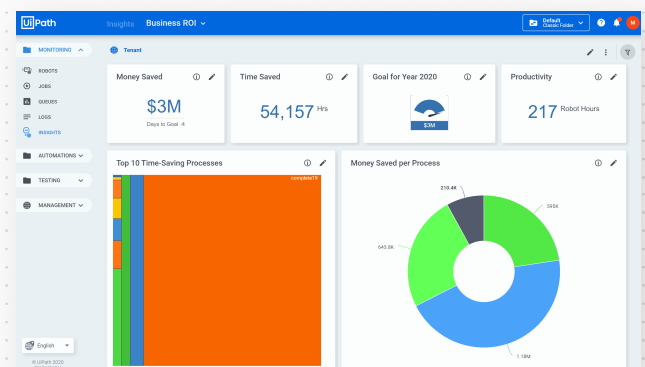 UiPath
Insights
Business ROI
Default
Classic Folder
M
MONITORING
ROBOTS
JOBS
QUEUES
LOGS
INSIGHTS
AUTOMATIONS
TESTING
MANAGEMENT
English
© UiPath 2020
Tenant
Money Saved
$3M
Days to Goal 4
Time Saved
54,157 Hrs
Goal for Year 2020
$3M
Productivity
217 Robot Hours
Top 10 Time-Saving Processes
complete19
Money Saved per Process
210.4K
595K
645.8K
1.18M